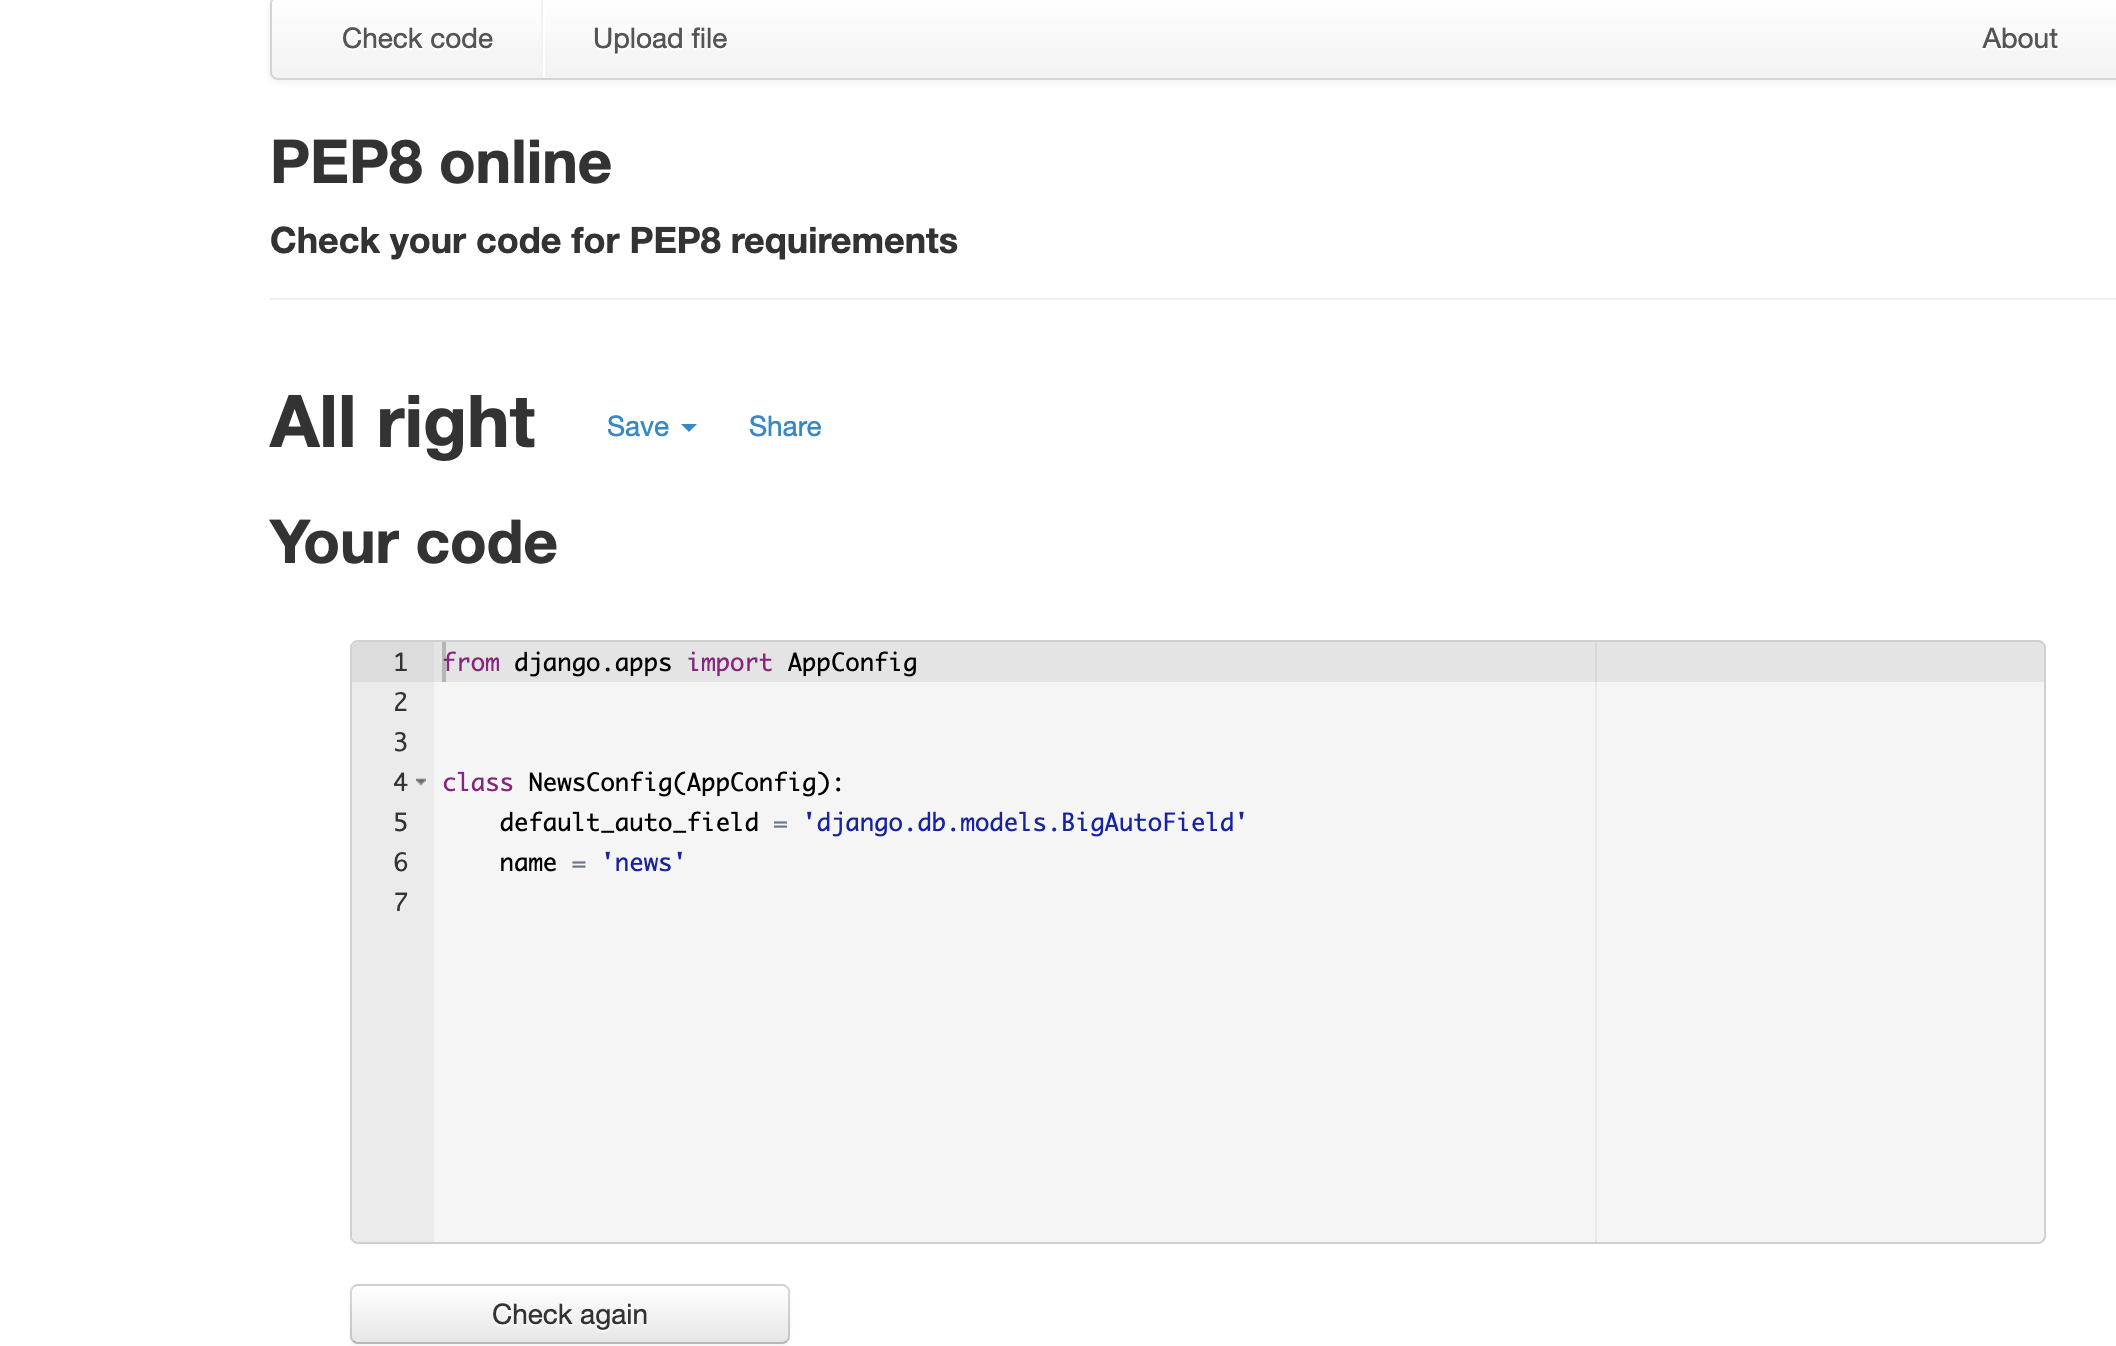 Check code Upload file About
PEP8 online
Check your code for PEP8 requirements
All right Save Share
Your code
1 from django.apps import AppConfig
2
3
4 class NewsConfig(AppConfig):
5     default_auto_field = 'django.db.models.BigAutoField'
6     name = 'news'
7
Check again